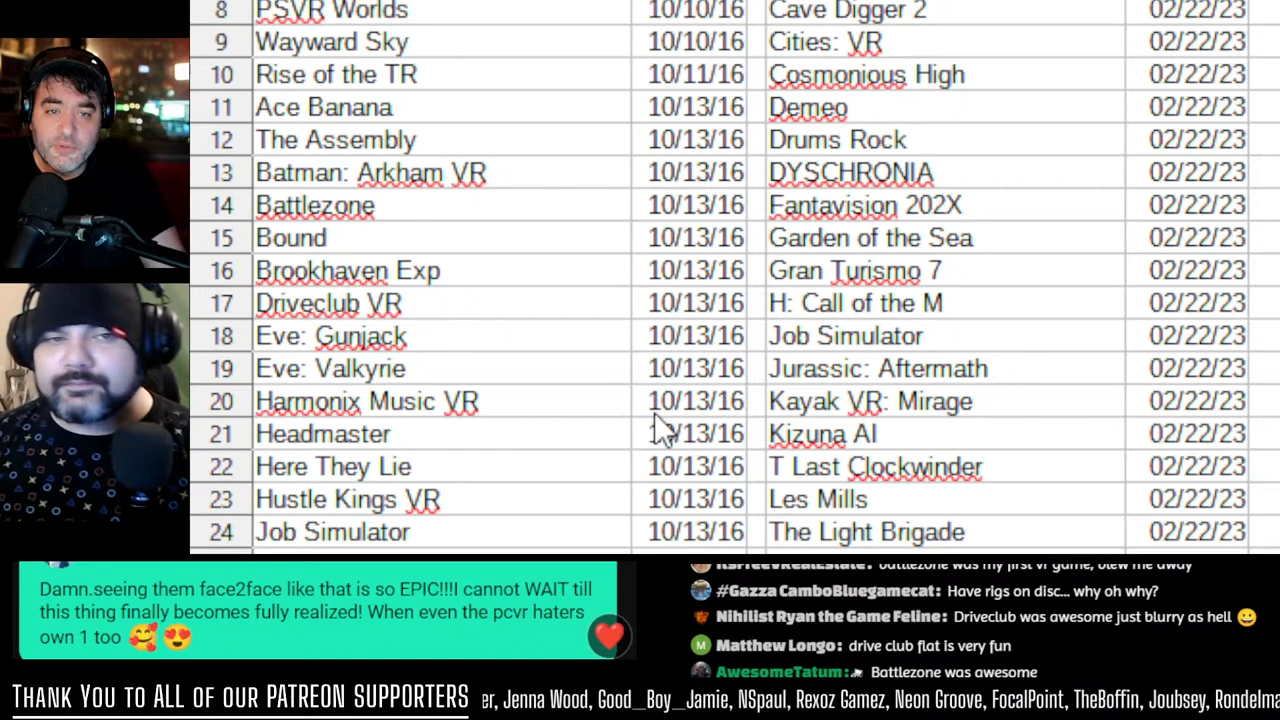 8 PSVR Worlds 10/10/16 Cave Digger 2 02/22/23
9 Wayward Sky 10/10/16 Cities: VR 02/22/23
10 Rise of the TR 10/11/16 Cosmonious High 02/22/23
11 Ace Banana 10/13/16 Demeo 02/22/23
12 The Assembly 10/13/16 Drums Rock 02/22/23
13 Batman: Arkham VR 10/13/16 DYSCHRONIA 02/22/23
14 Battlezone 10/13/16 Fantavision 202X 02/22/23
15 Bound 10/13/16 Garden of the Sea 02/22/23
16 Brookhaven Exp 10/13/16 Gran Turismo 7 02/22/23
17 Driveclub VR 10/13/16 H: Call of the M 02/22/23
18 Eve: Gunjack 10/13/16 Job Simulator 02/22/23
19 Eve: Valkyrie 10/13/16 Jurassic: Aftermath 02/22/23
20 Harmonix Music VR 10/13/16 Kayak VR: Mirage 02/22/23
21 Headmaster 10/13/16 Kizuna AI 02/22/23
22 Here They Lie 10/13/16 T Last Clockwinder 02/22/23
23 Hustle Kings VR 10/13/16 Les Mills 02/22/23
24 Job Simulator 10/13/16 The Light Brigade 02/22/23
Damn.seeing them face2face like that is so EPIC!!!I cannot WAIT till
this thing finally becomes fully realized! When even the pcvr haters
own 1 too 🥰😍
ItsFreeVRealEstate: battlezone was my first vr game, blew me away
#Gazza CamboBluegamecat: Have rigs on disc... why oh why?
Nihilist Ryan the Game Feline: Driveclub was awesome just blurry as hell 😀
M Matthew Longo: drive club flat is very fun
AwesomeTatum: Battlezone was awesome
THANK YOU TO ALL OF OUR PATREON SUPPORTERS er, Jenna Wood, Good_Boy_Jamie, NSpaul, Rexoz Gamez, Neon Groove, FocalPoint, TheBoffin, Joubsey, Rondelma